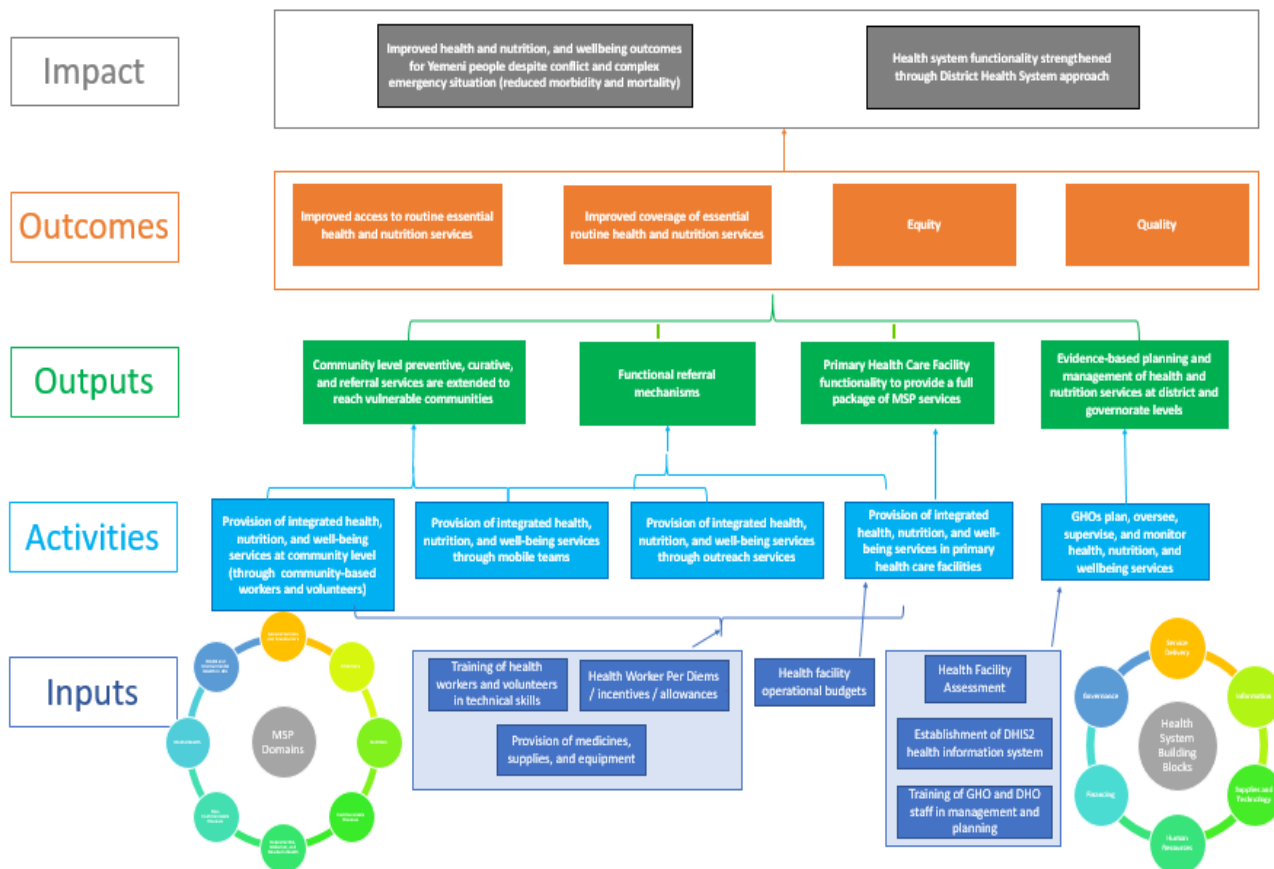 Impact
Improved health and nutrition, and wellbeing outcomes
for Yemeni people despite conflict and complex
emergency situation (reduced morbidity and mortality)
Health system functionality strengthened
through District Health System approach
Outcomes
Improved access to routine essential
health and nutrition services
Improved coverage of essential
routine health and nutrition services
Equity
Quality
Outputs
Community level preventive, curative,
and referral services are extended to
reach vulnerable communities
Functional referral
mechanisms
Primary Health Care Facility
functionality to provide a full
package of MSP services
Evidence-based planning and
management of health and
nutrition services at district and
governorate levels
Activities
Provision of integrated health,
nutrition, and well-being
services at community level
(through community-based
workers and volunteers)
Provision of integrated health,
nutrition, and well-being services
through mobile teams
Provision of integrated health,
nutrition, and well-being services
through outreach services
Provision of integrated
health, nutrition, and well-
being services in primary
health care facilities
GHOs plan, oversee,
supervise, and monitor
health, nutrition, and
wellbeing services
Inputs
MSP
Domains
Nutrition
Training of health
workers and volunteers
in technical skills
Health Worker Per Diems
/ incentives / allowances
Provision of medicines,
supplies, and equipment
Health facility
operational budgets
Health Facility
Assessment
Establishment of DHIS2
health information system
Training of GHO and DHO
staff in management and
planning
Health
System
Building
Blocks
Service
Delivery
Information
Supplies and
Technology
Human
Resources
Financing
Governance